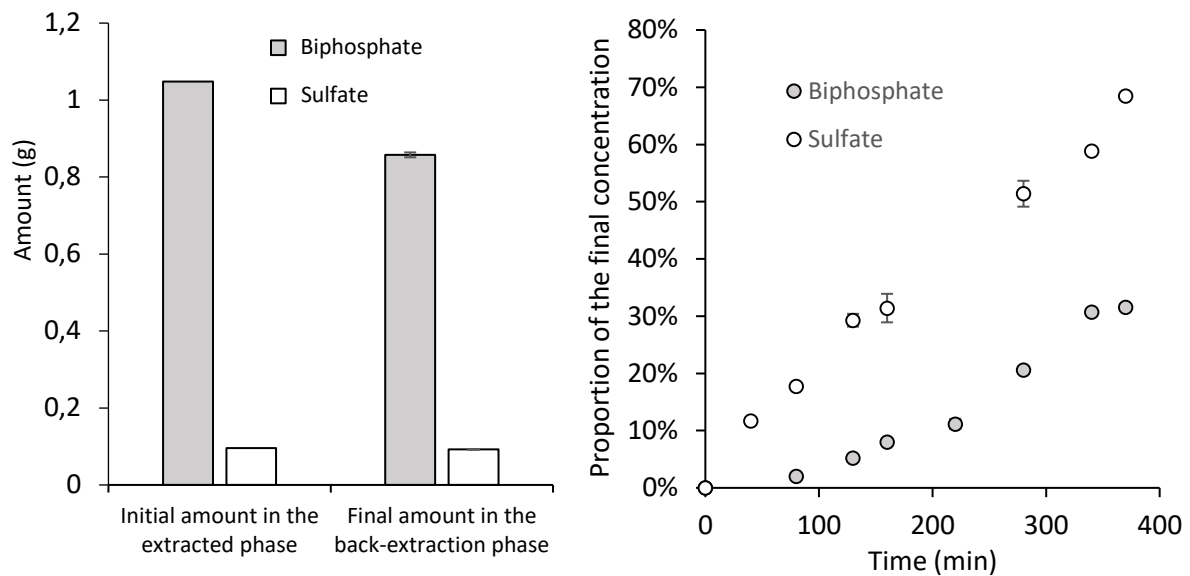 Amount (g)
1,2
1
0,8
0,6
0,4
0,2
0
Biphosphate
Sulfate
Initial amount in the
extracted phase
Final amount in the
back-extraction phase
Proportion of the final concentration
80%
70%
60%
50%
40%
30%
20%
10%
0%
Biphosphate
Sulfate
0
100
200
300
400
Time (min)